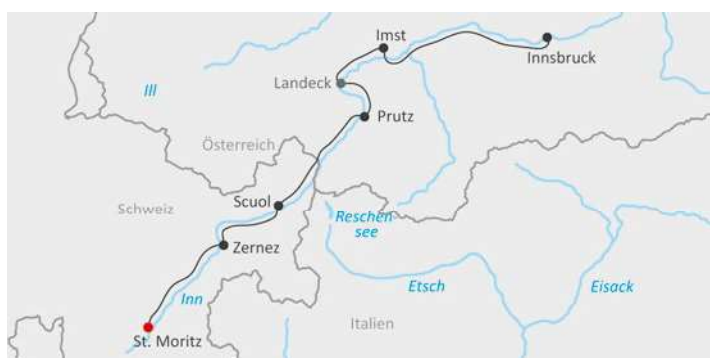 Imst
Innsbruck
Landeck
Ill
Prutz
Österreich
Scuol
Schweiz
Reschen
see
Zernez
Etsch
Eisack
Inn
Italien
St. Moritz